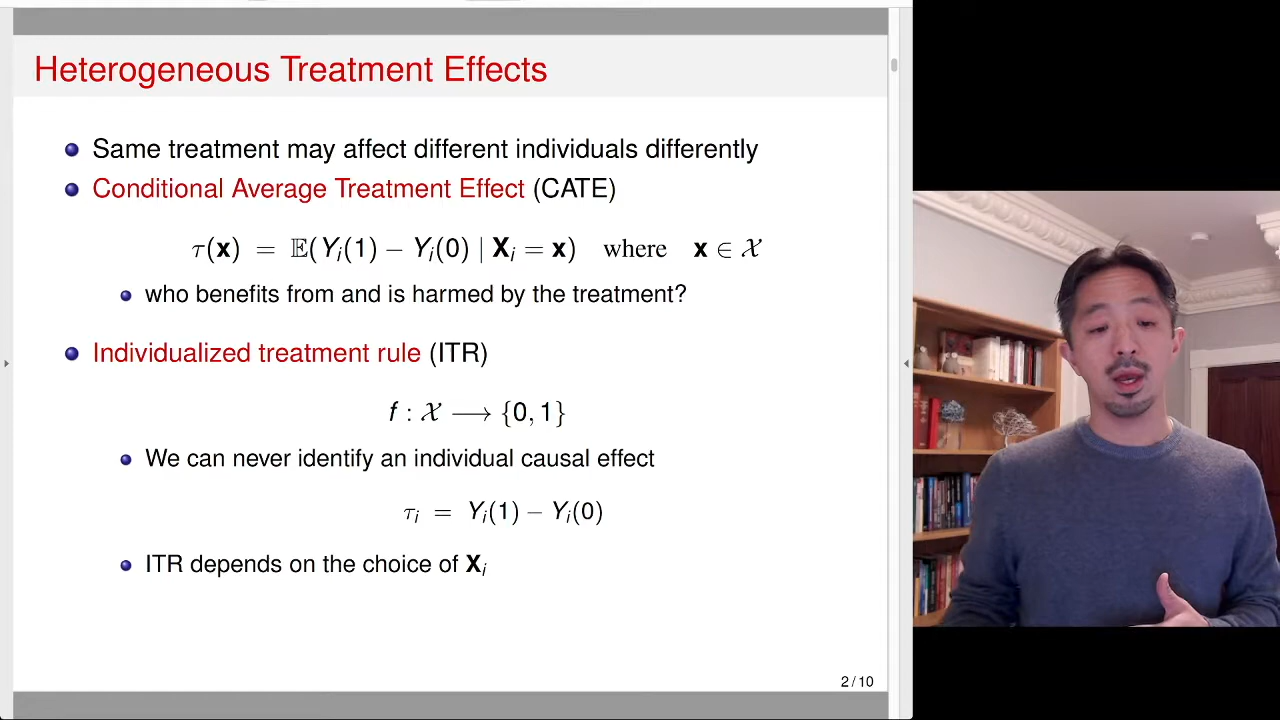 Heterogeneous Treatment Effects
Same treatment may affect different individuals differently
Conditional Average Treatment Effect (CATE)
τ(x) = 𝔼(Yᵢ(1) − Yᵢ(0) | Xᵢ = x) where x ∈ 𝒳
who benefits from and is harmed by the treatment?
Individualized treatment rule (ITR)
f : 𝒳 ⟶ {0, 1}
We can never identify an individual causal effect
τᵢ = Yᵢ(1) − Yᵢ(0)
ITR depends on the choice of Xᵢ
2 / 10